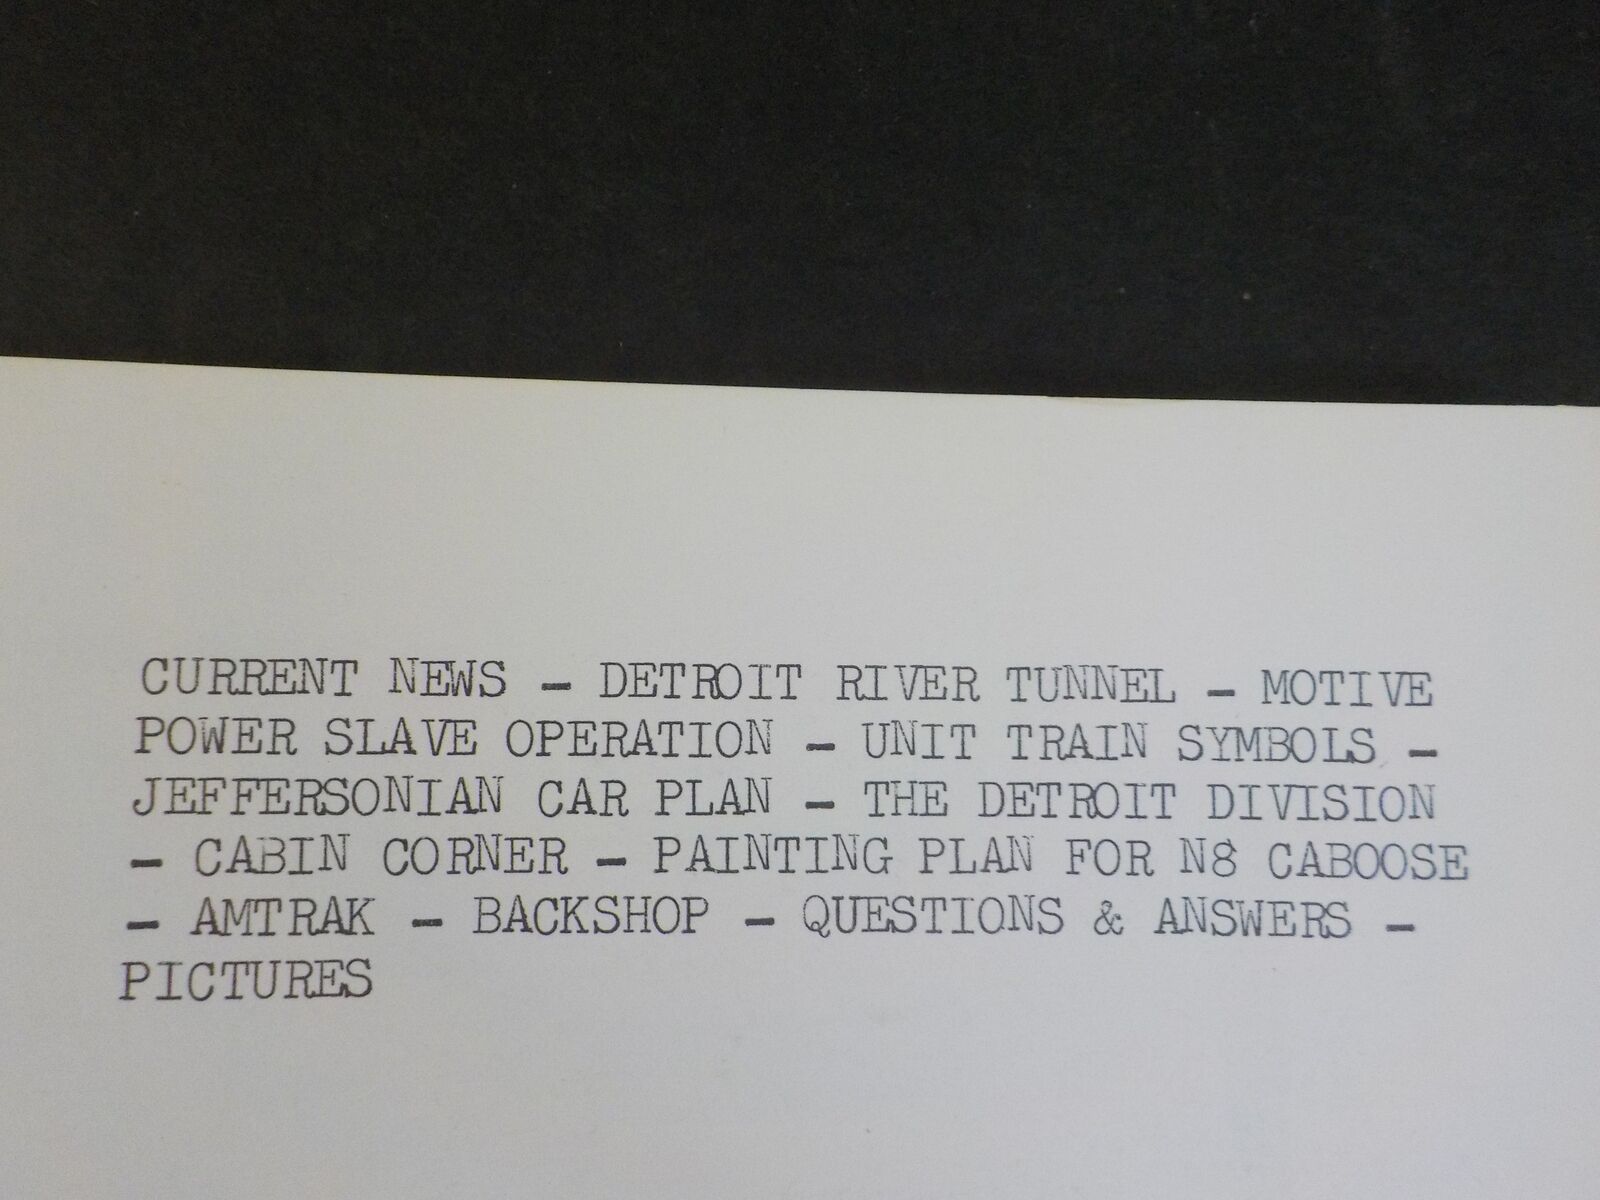 CURRENT NEWS - DETROIT RIVER TUNNEL - MOTIVE
POWER SLAVE OPERATION - UNIT TRAIN SYMBOLS -
JEFFERSONIAN CAR PLAN - THE DETROIT DIVISION
- CABIN CORNER - PAINTING PLAN FOR N8 CABOOSE
- AMTRAK - BACKSHOP - QUESTIONS & ANSWERS -
PICTURES